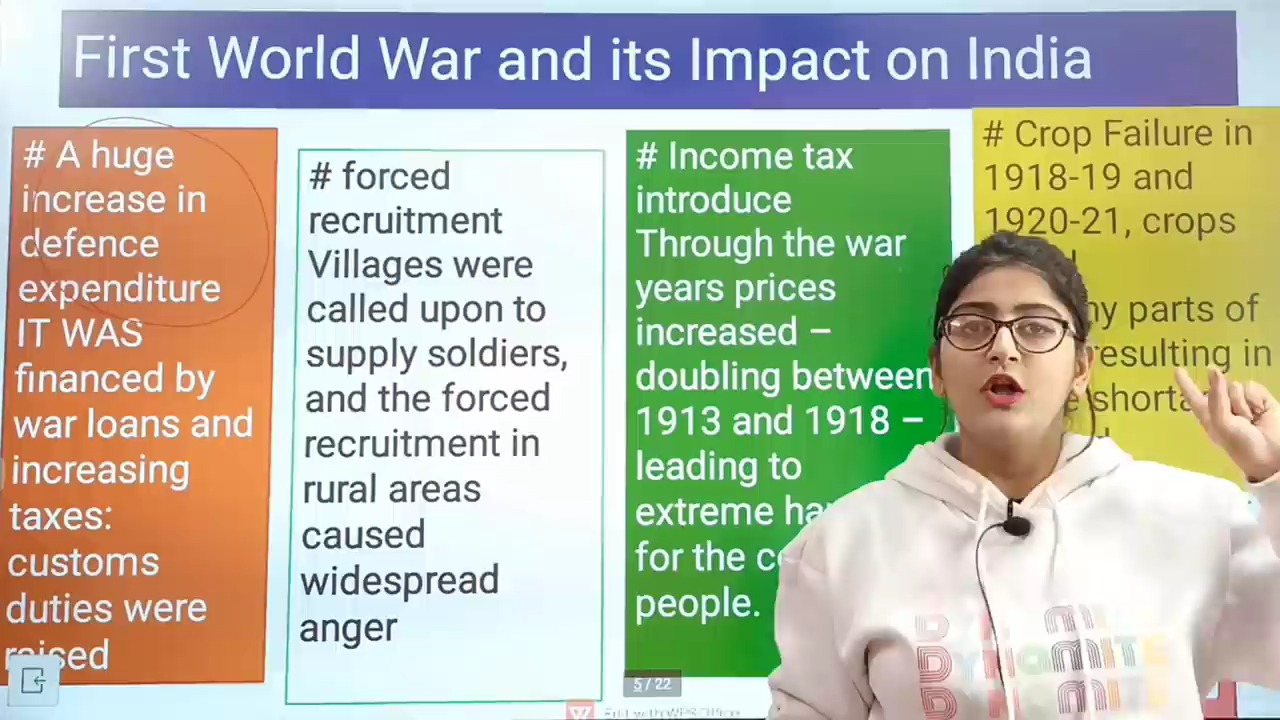 First World War and its Impact on India
# A huge
increase in
defence
expenditure
IT WAS
financed by
war loans and
increasing
taxes:
customs
duties were
raised
# forced
recruitment
Villages were
called upon to
supply soldiers,
and the forced
recruitment in
rural areas
caused
widespread
anger
# Income tax
introduce
Through the war
years prices
increased –
doubling between
1913 and 1918 –
leading to
extreme
for the
people.
# Crop Failure in
1918-19 and
1920-21, crops
parts of
resulting in
5 / 22
DYNOMITE